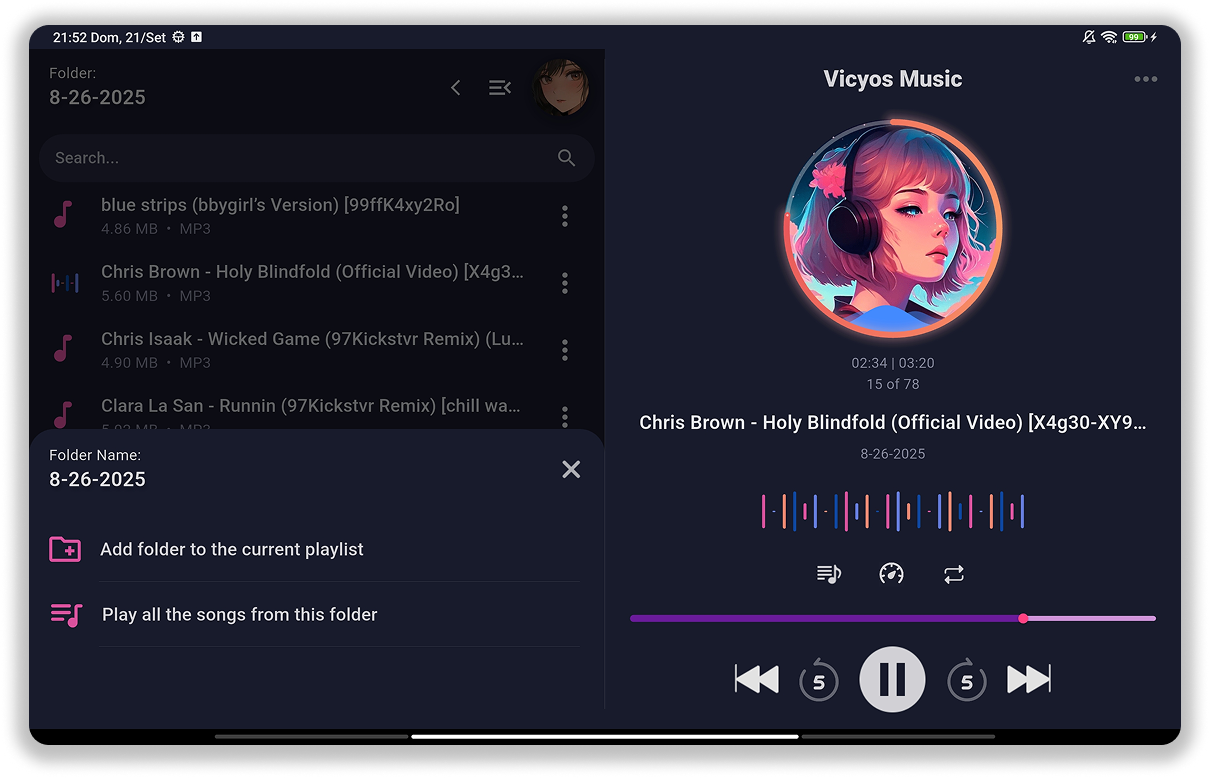 21:52 Dom, 21/Set
99
Folder:
8-26-2025
Search...
blue strips (bbygirl’s Version) [99ffK4xy2Ro]
4.86 MB • MP3
Chris Brown - Holy Blindfold (Official Video) [X4g3...
5.60 MB • MP3
Chris Isaak - Wicked Game (97Kickstvr Remix) (Lu...
4.90 MB • MP3
Clara La San - Runnin (97Kickstvr Remix) [chill wa...
Folder Name:
8-26-2025
Add folder to the current playlist
Play all the songs from this folder
Vicyos Music
02:34 | 03:20
15 of 78
Chris Brown - Holy Blindfold (Official Video) [X4g30-XY9...
8-26-2025
5
5